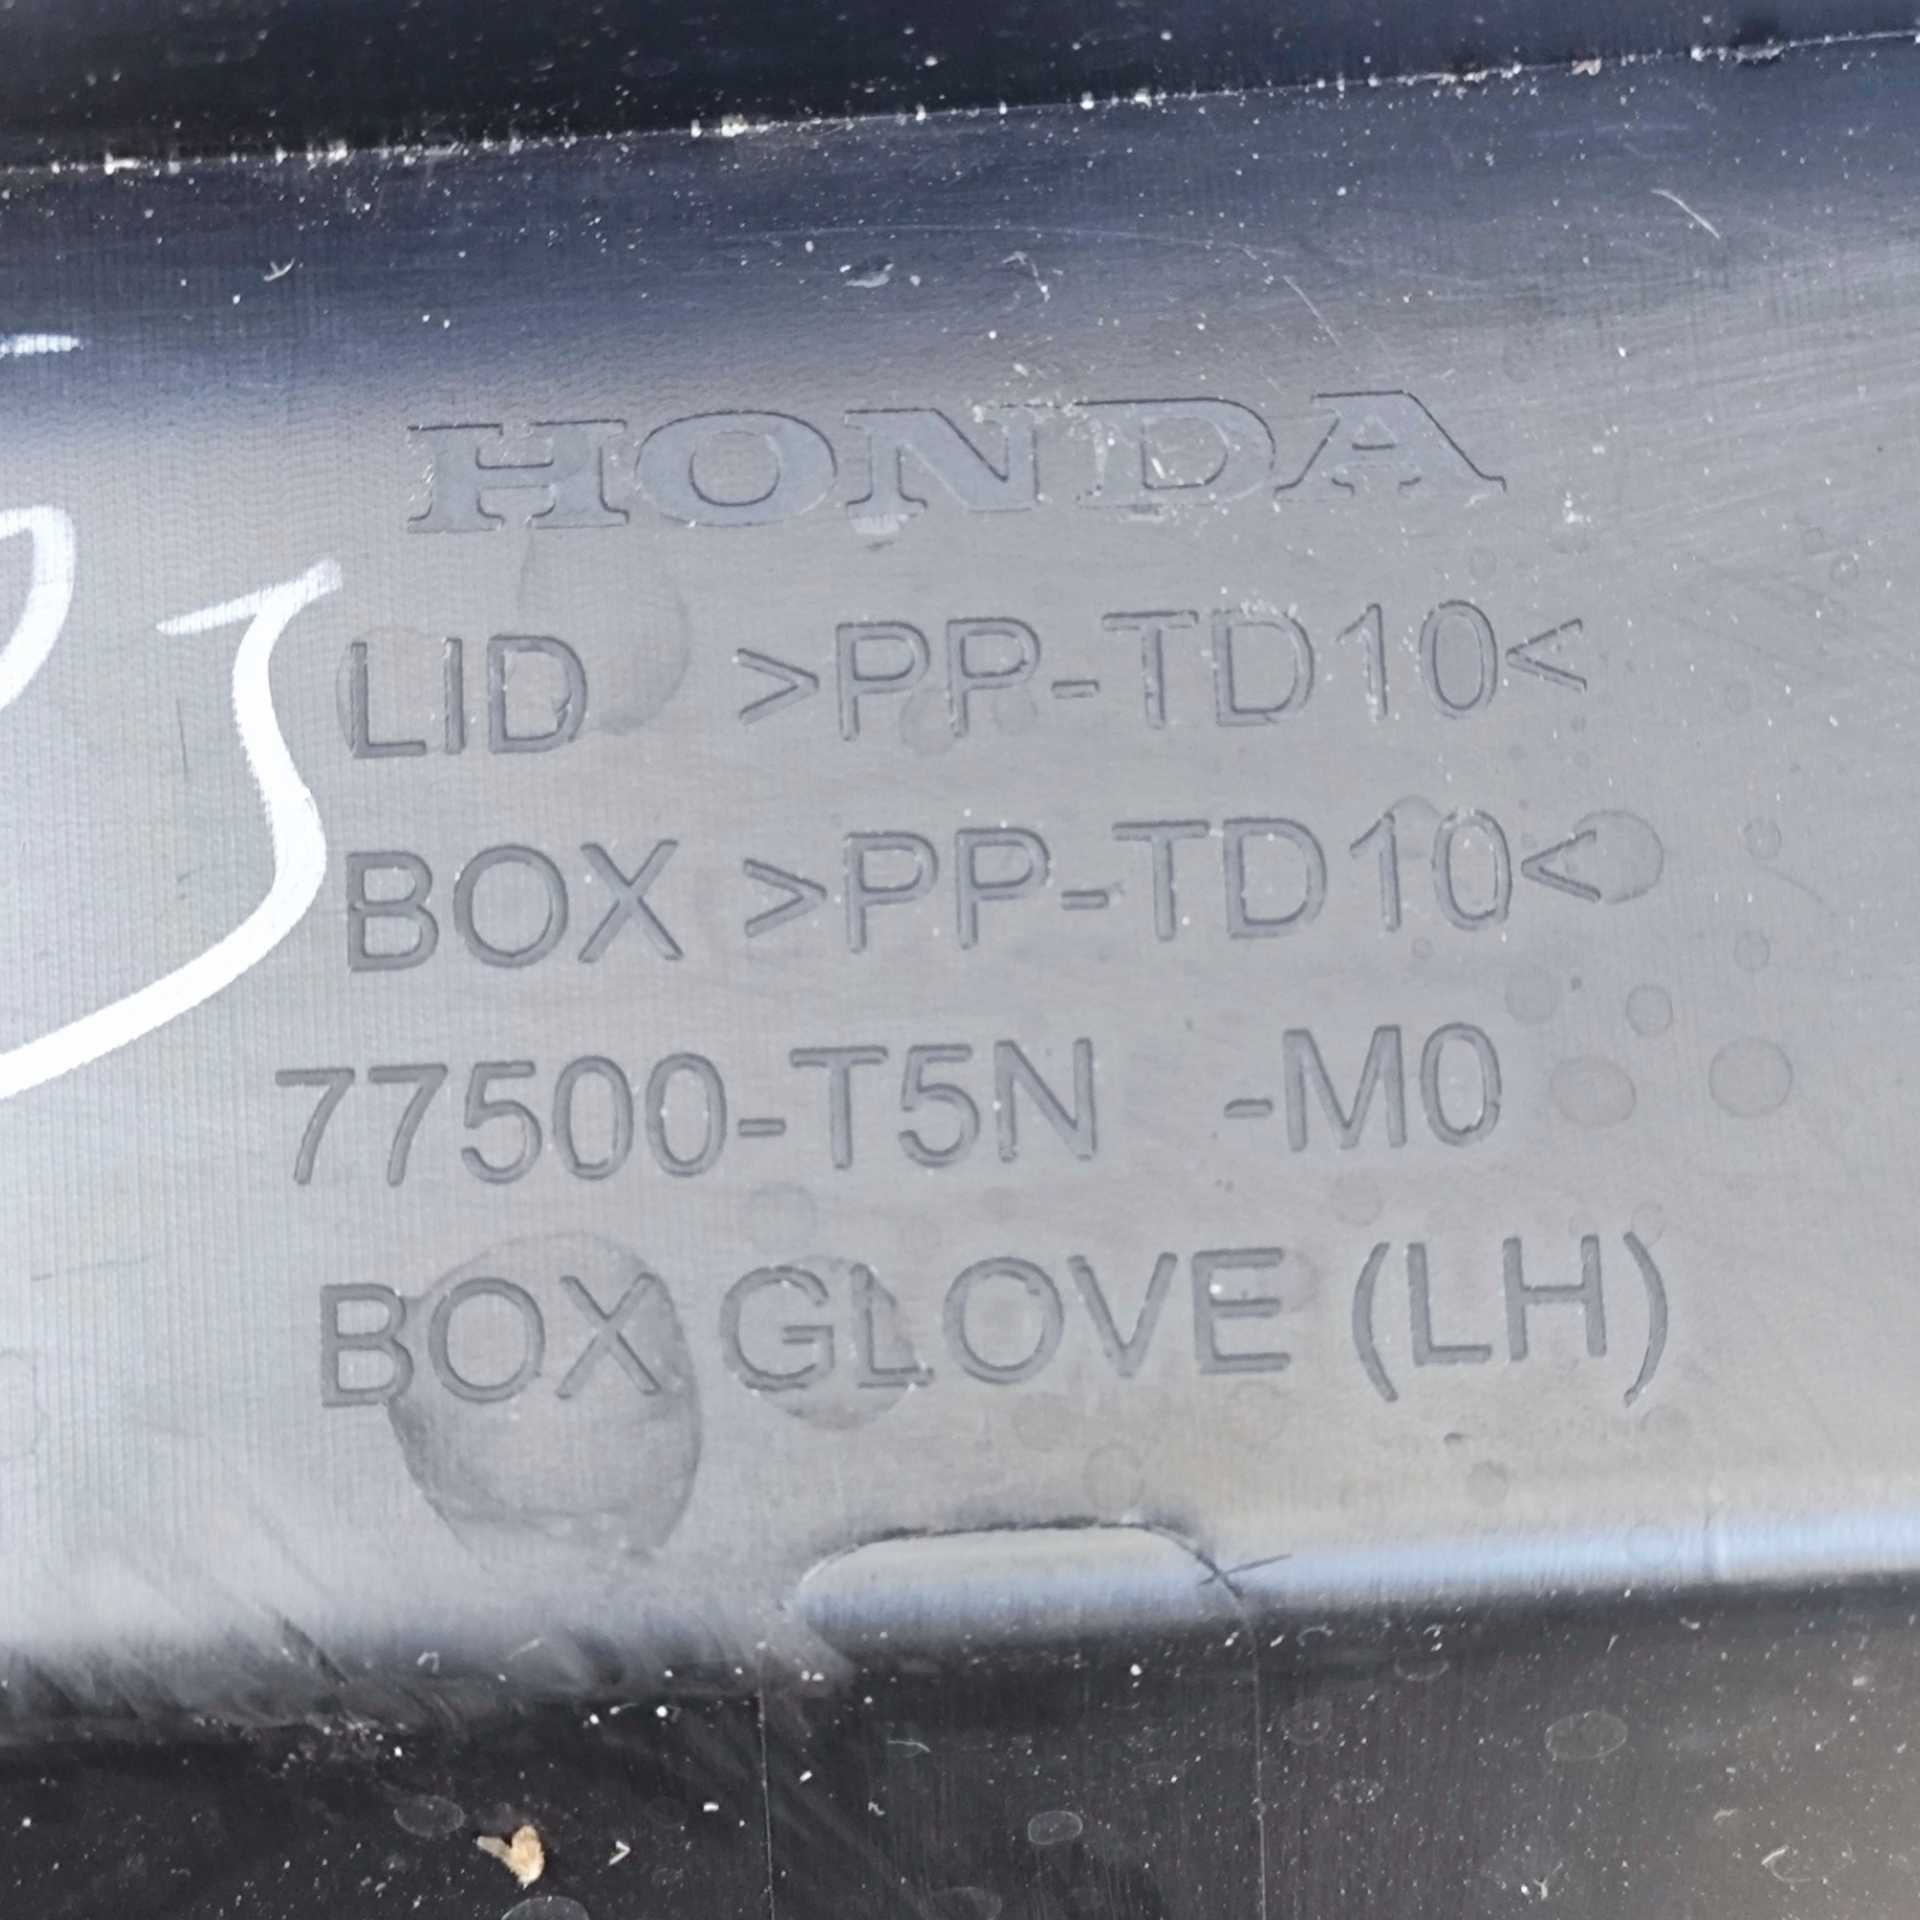 HONDA
LID >PP-TD10<
BOX >PP-TD10<
77500-T5N -M0
BOX GLOVE (LH)